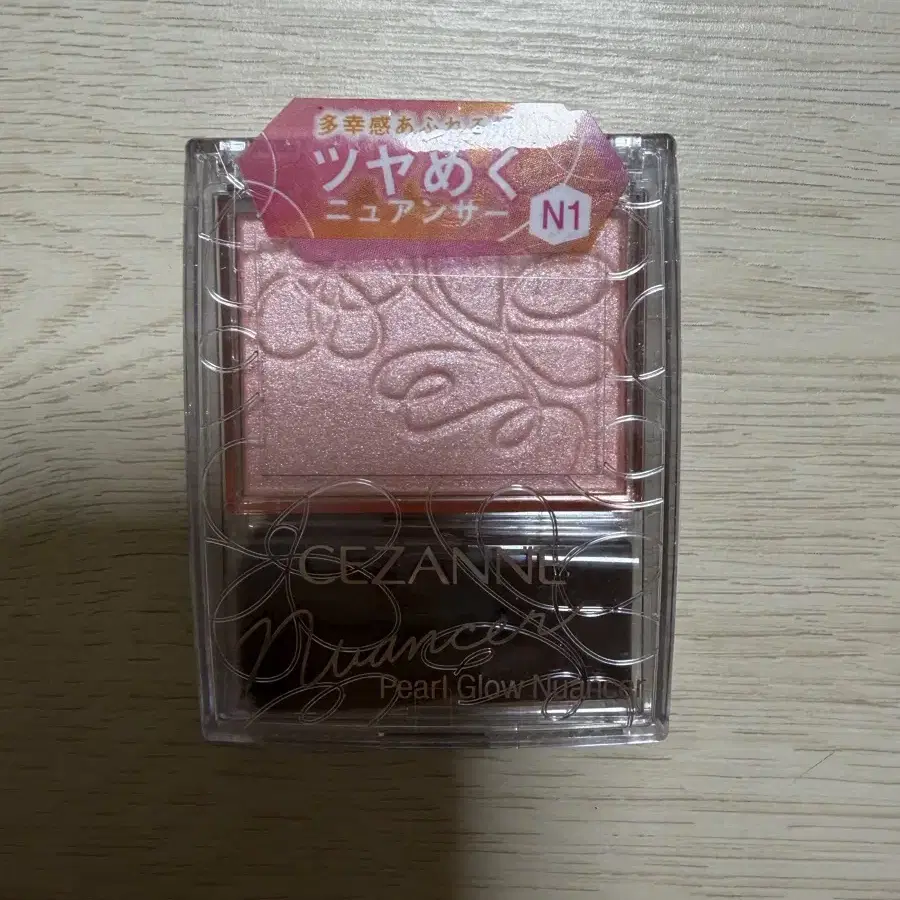 多幸感あふれる
ツヤめく
ニュアンサー
N1
CEZANNE
Nuancer
Pearl Glow Nuancer